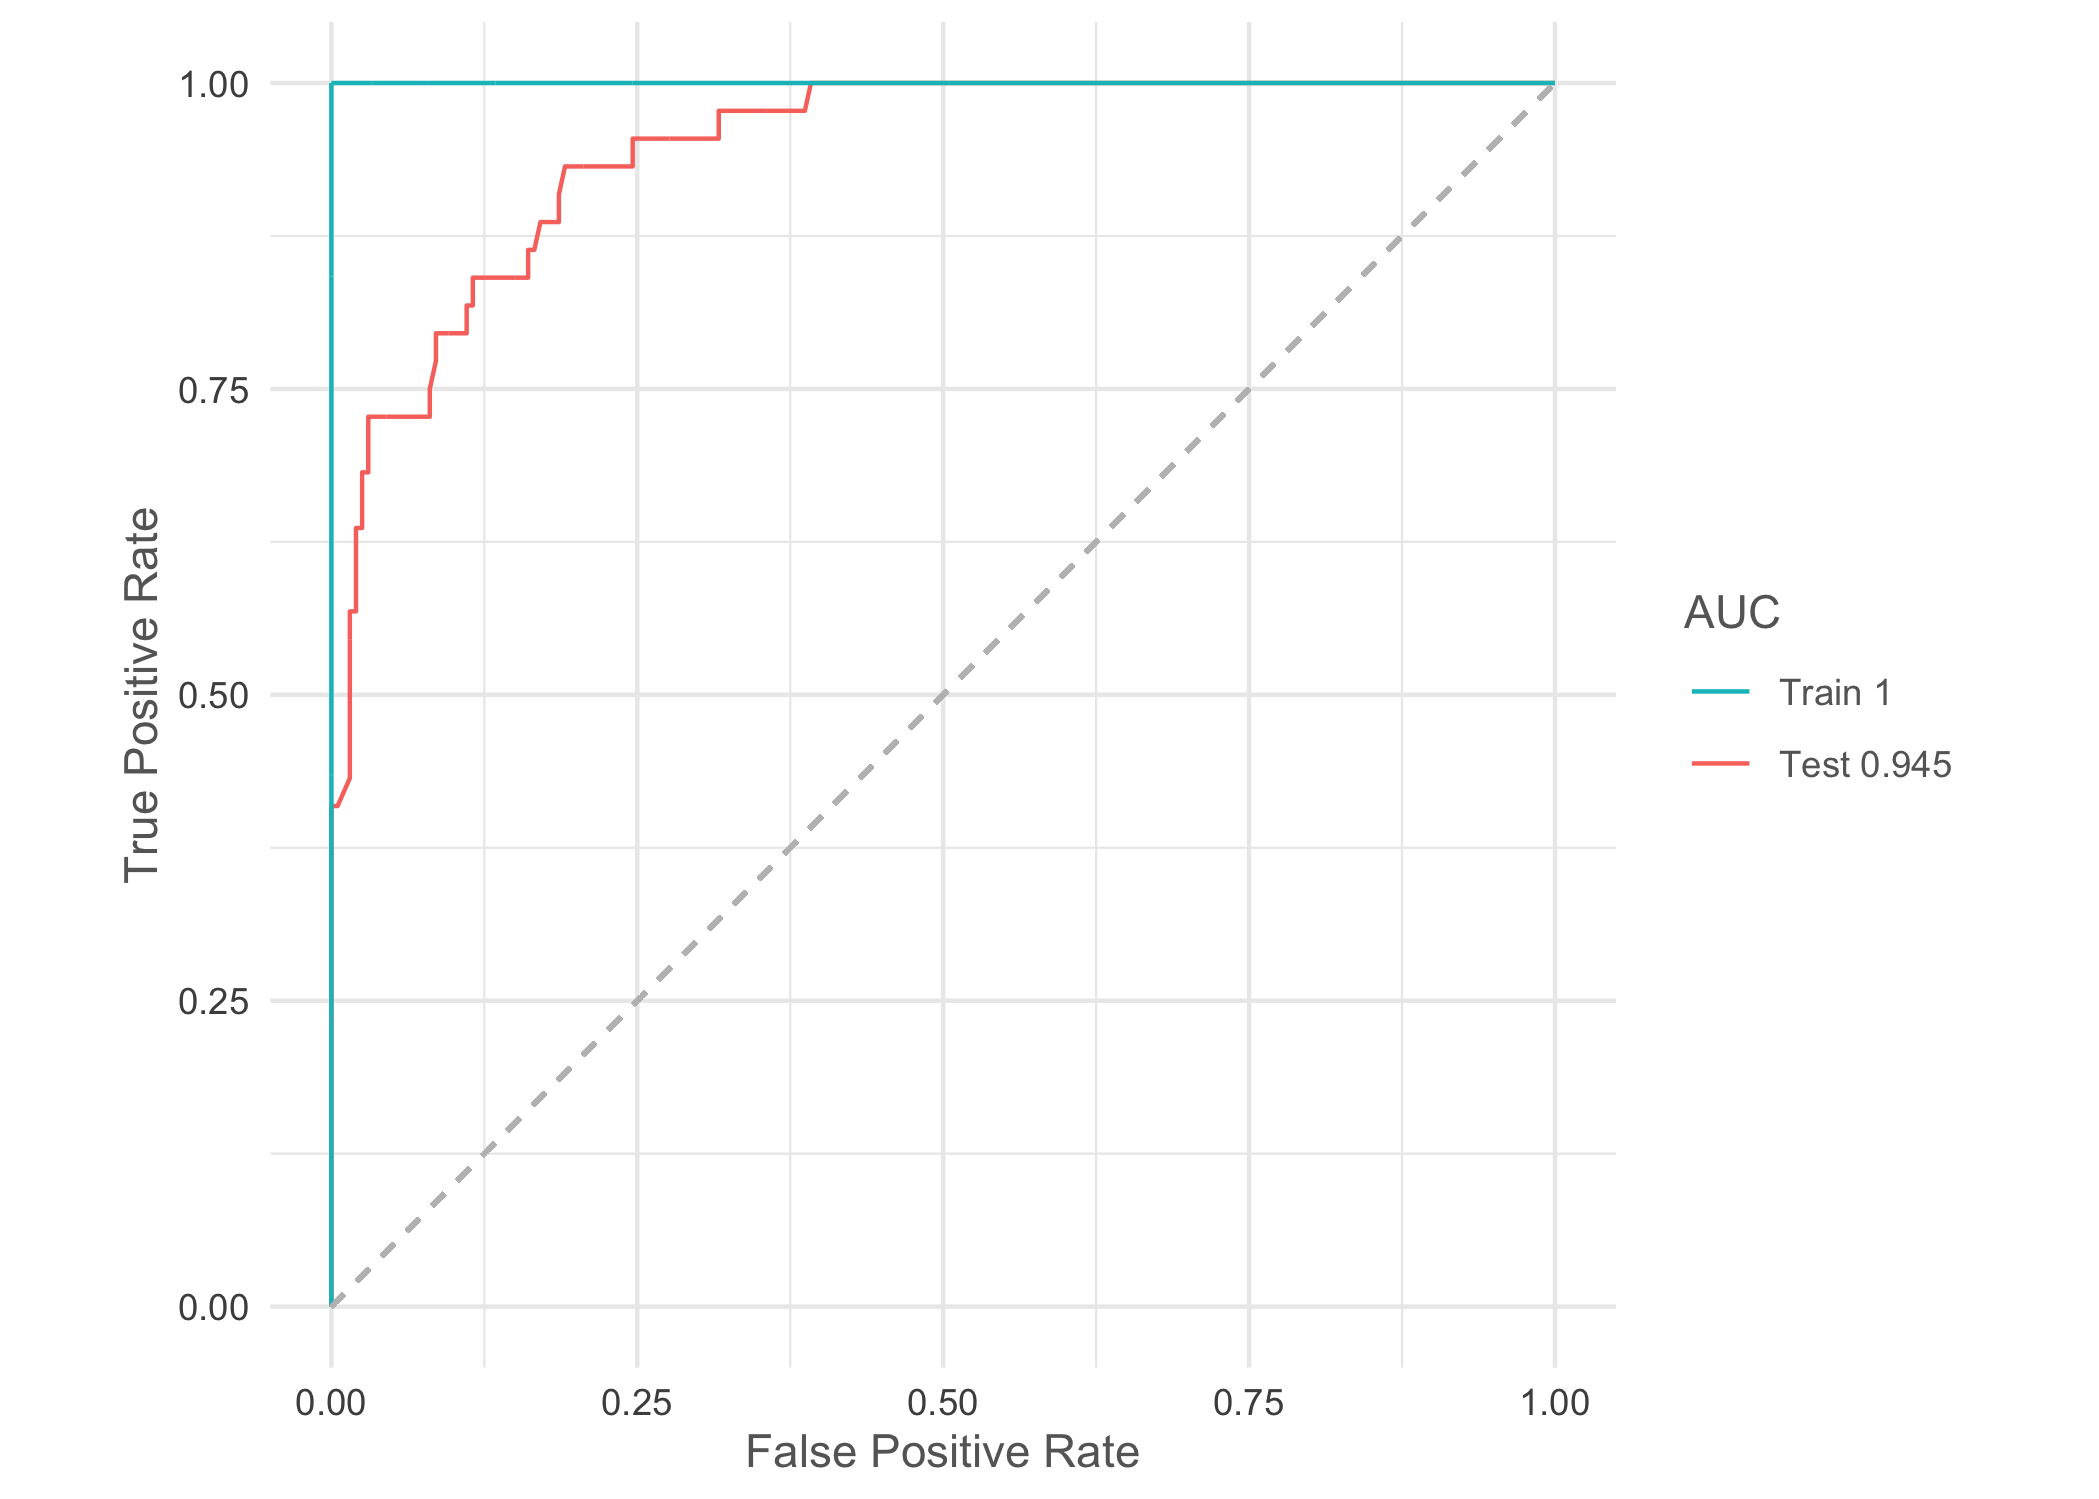 1.00
0.75
0.50
0.25
0.00
True Positive Rate
0.00 0.25 0.50 0.75 1.00
False Positive Rate
AUC
Train 1
Test 0.945